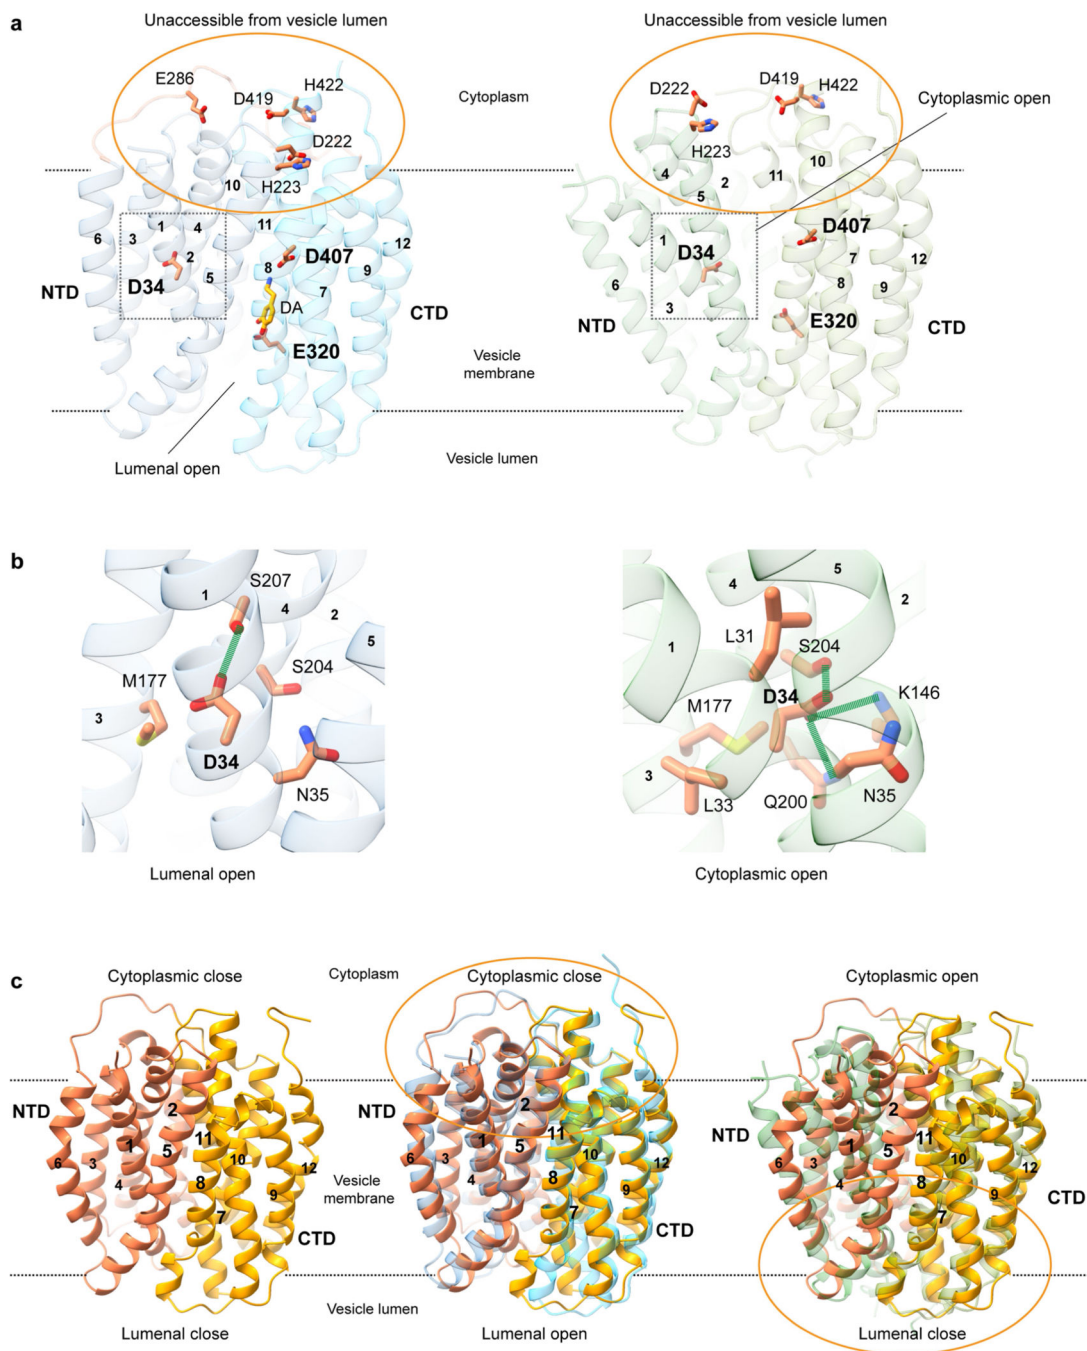 a
Unaccessible from vesicle lumen
Unaccessible from vesicle lumen
E286
D419
H422
D222
H223
Cytoplasm
D222
D419
H422
H223
Cytoplasmic open
10
6
3
1
4
2
5
11
8
7
9
12
D34
D407
DA
E320
NTD
CTD
4
5
2
11
10
1
6
3
7
8
9
12
D34
D407
E320
NTD
CTD
Vesicle
membrane
Lumenal open
Vesicle lumen
b
S207
1
4
2
5
S204
M177
3
D34
N35
Lumenal open
5
4
2
1
L31
S204
M177
D34
K146
3
L33
Q200
N35
Cytoplasmic open
c
Cytoplasmic close
Cytoplasm
Cytoplasmic close
Cytoplasmic open
NTD
2
1
5
11
10
6
3
4
8
9
12
7
CTD
Vesicle
membrane
NTD
2
1
5
11
10
6
3
4
8
9
12
7
CTD
NTD
2
1
5
11
10
6
3
4
8
9
12
7
CTD
Vesicle lumen
Lumenal close
Lumenal open
Lumenal close